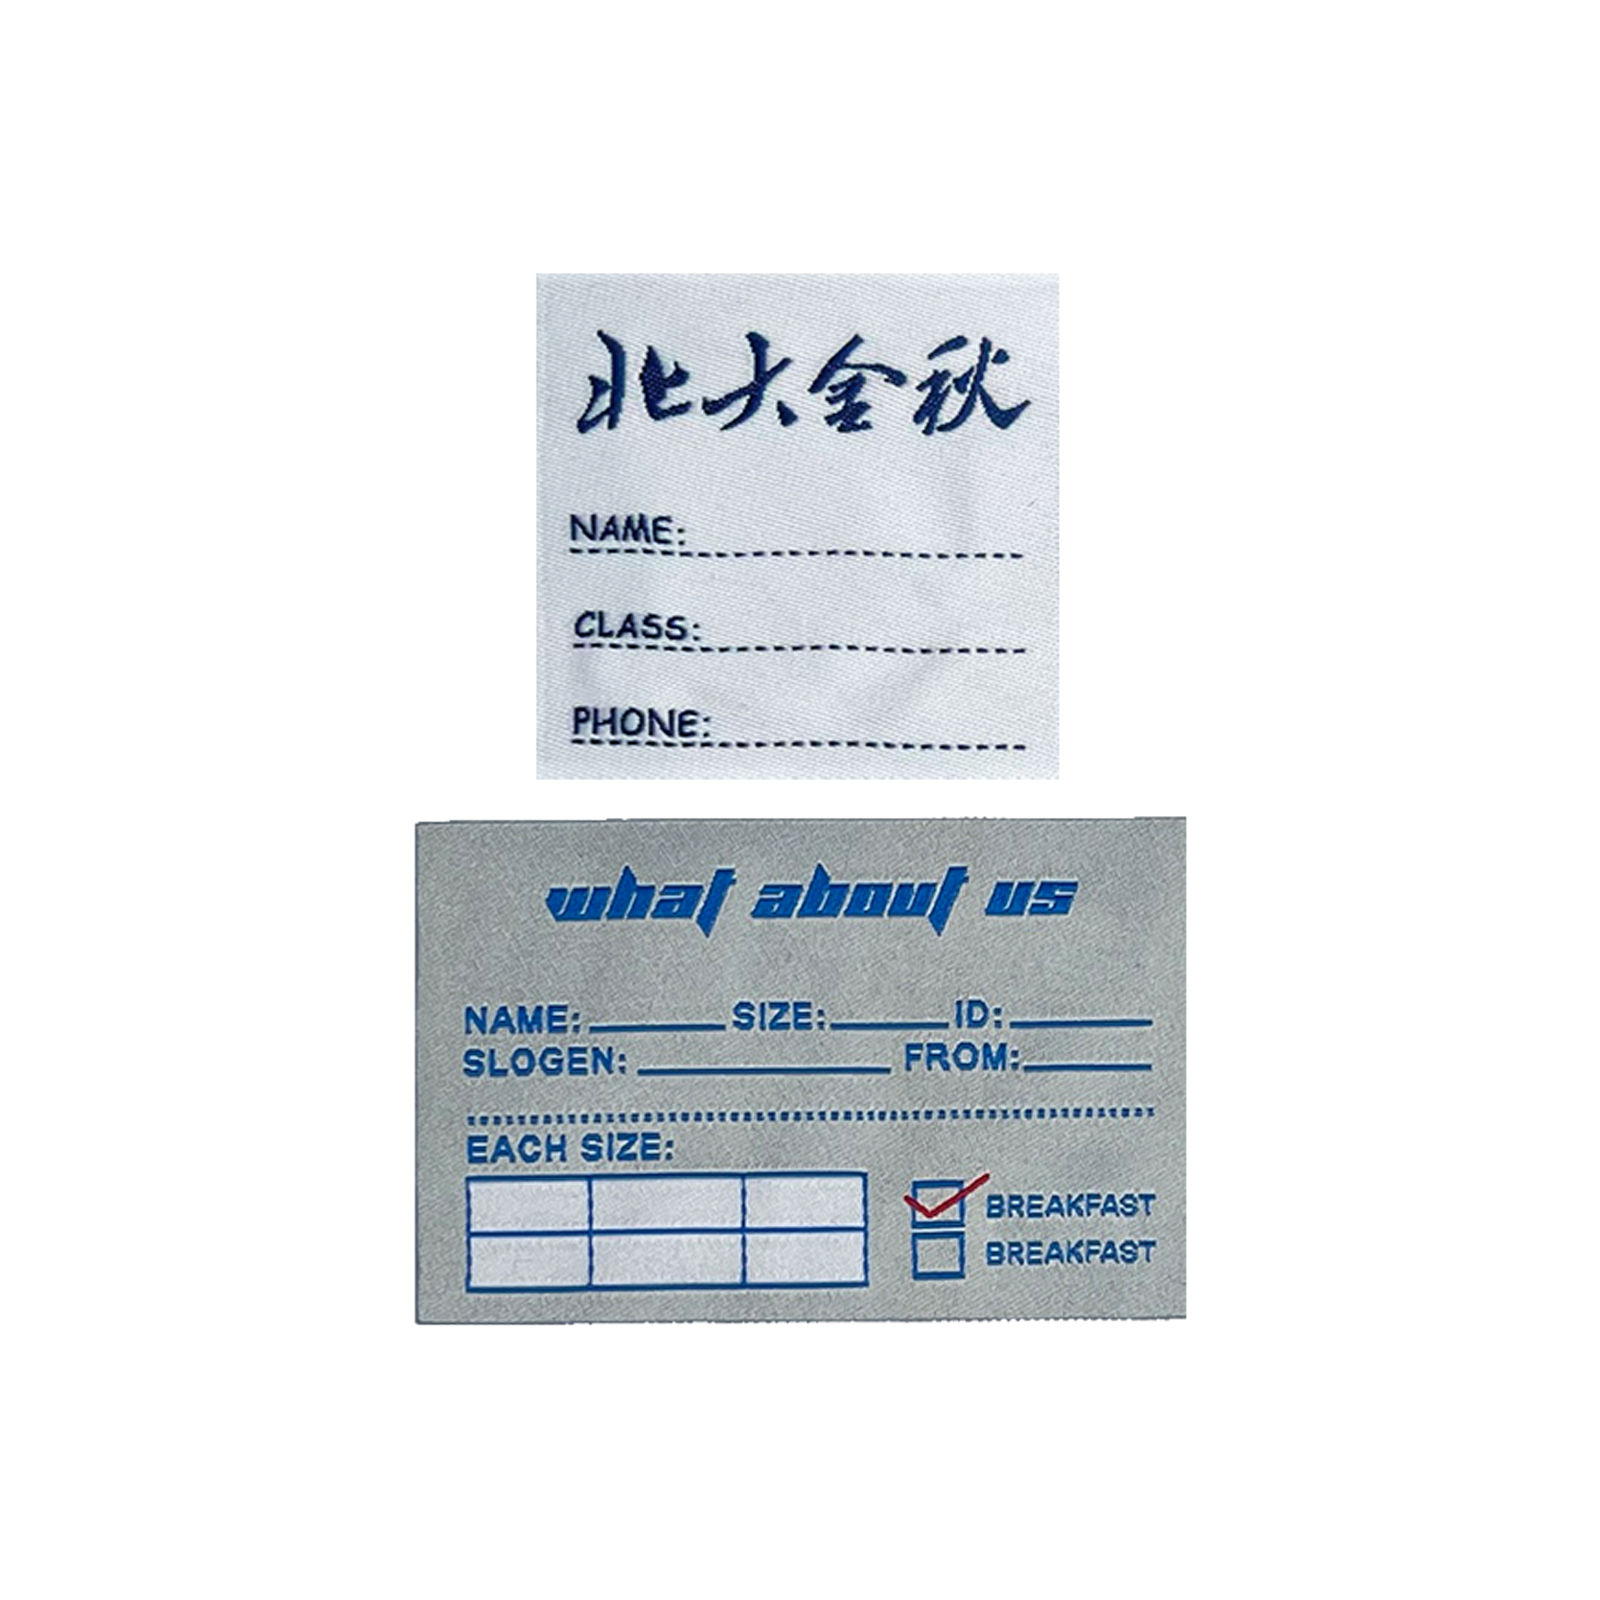 北大金秋
NAME:
CLASS:
PHONE:
what about us
NAME: SIZE: ID:
SLOGEN: FROM:
EACH SIZE:
BREAKFAST
BREAKFAST